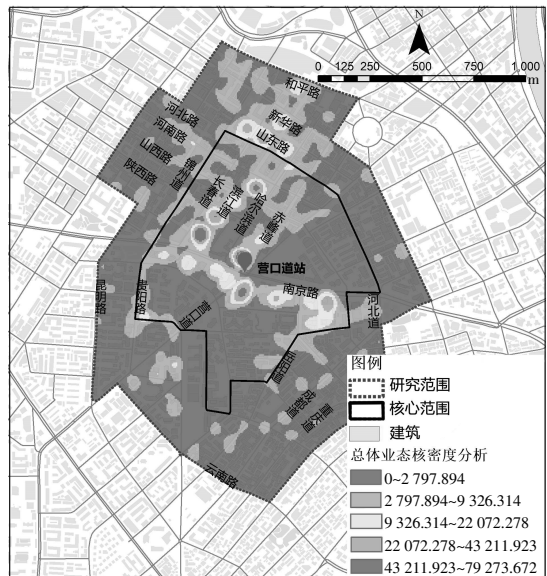 0 125 250 500 750 1 000
m
和平路
新华路
山东路
河北路
河南路
山西路
陕西路
德州道
长春道
滨江道
哈尔滨道
赤峰道
营口道站
南京路
河北道
昆明路
贵阳路
营口道
西安道
成都道
重庆道
云南路
图例
研究范围
核心范围
建筑
总体业态核密度分析
0~2 797.894
2 797.894~9 326.314
9 326.314~22 072.278
22 072.278~43 211.923
43 211.923~79 273.672